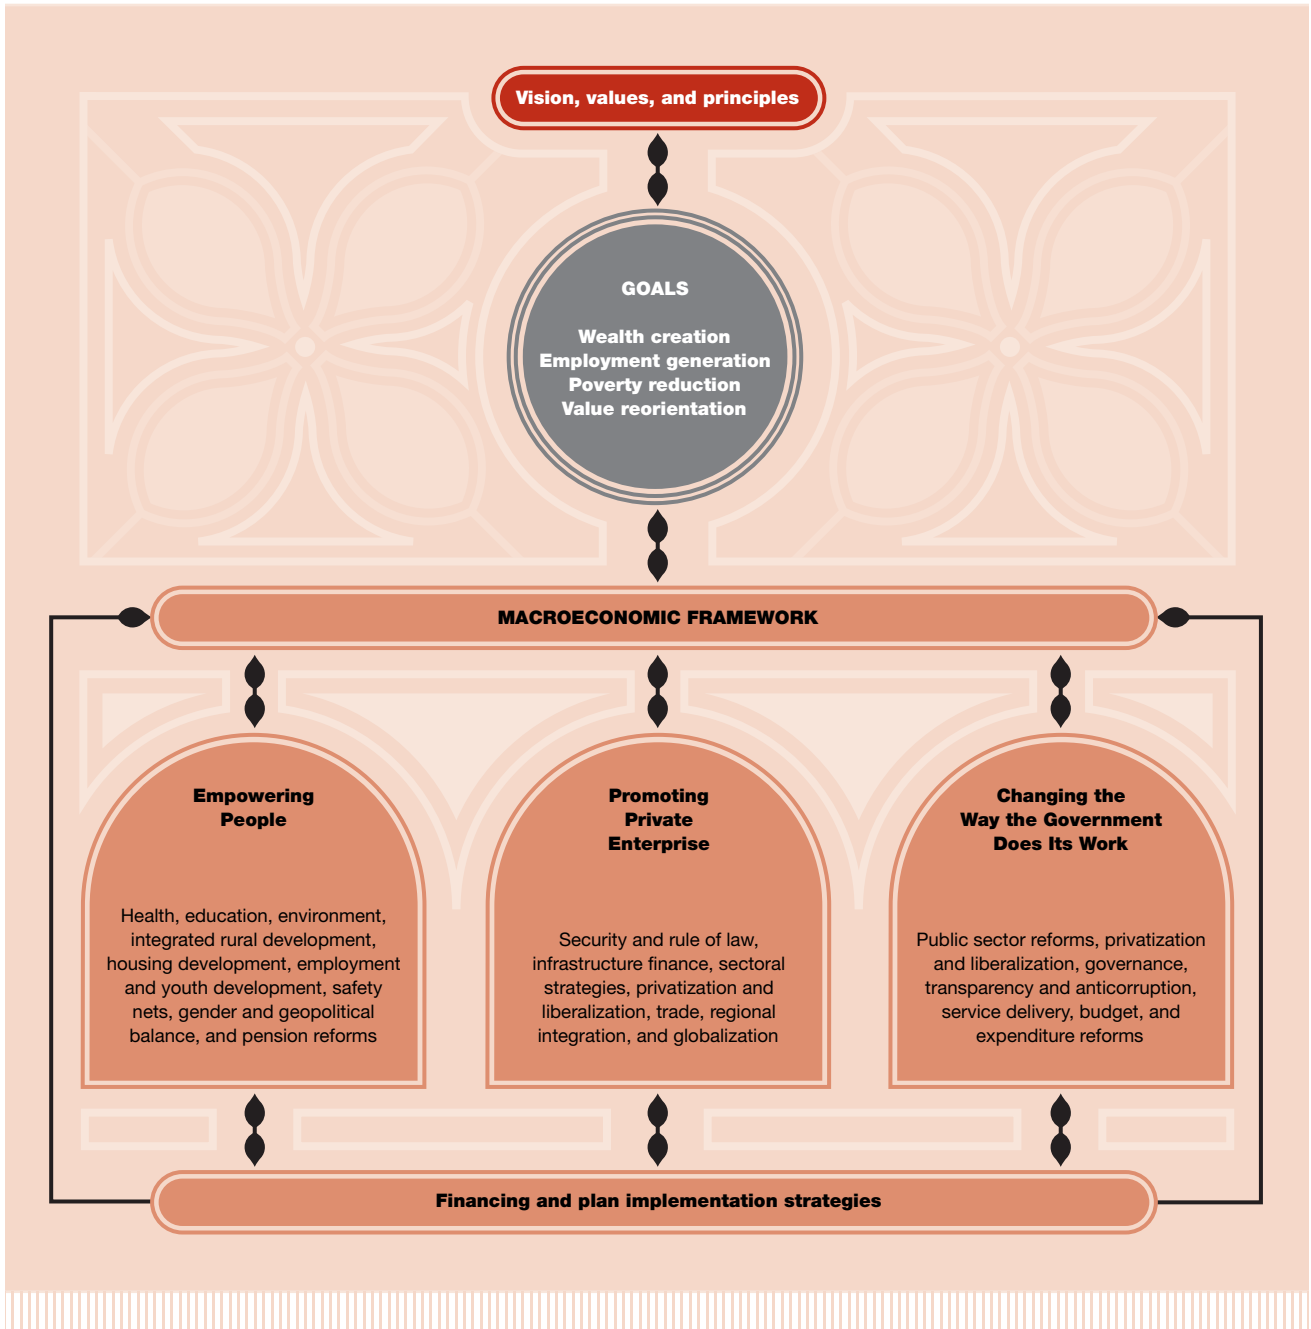 Vision, values, and principles
GOALS
Wealth creation
Employment generation
Poverty reduction
Value reorientation
MACROECONOMIC FRAMEWORK
Empowering
People
Health, education, environment,
integrated rural development,
housing development, employment
and youth development, safety
nets, gender and geopolitical
balance, and pension reforms
Promoting
Private
Enterprise
Security and rule of law,
infrastructure finance, sectoral
strategies, privatization and
liberalization, trade, regional
integration, and globalization
Changing the
Way the Government
Does Its Work
Public sector reforms, privatization
and liberalization, governance,
transparency and anticorruption,
service delivery, budget, and
expenditure reforms
Financing and plan implementation strategies